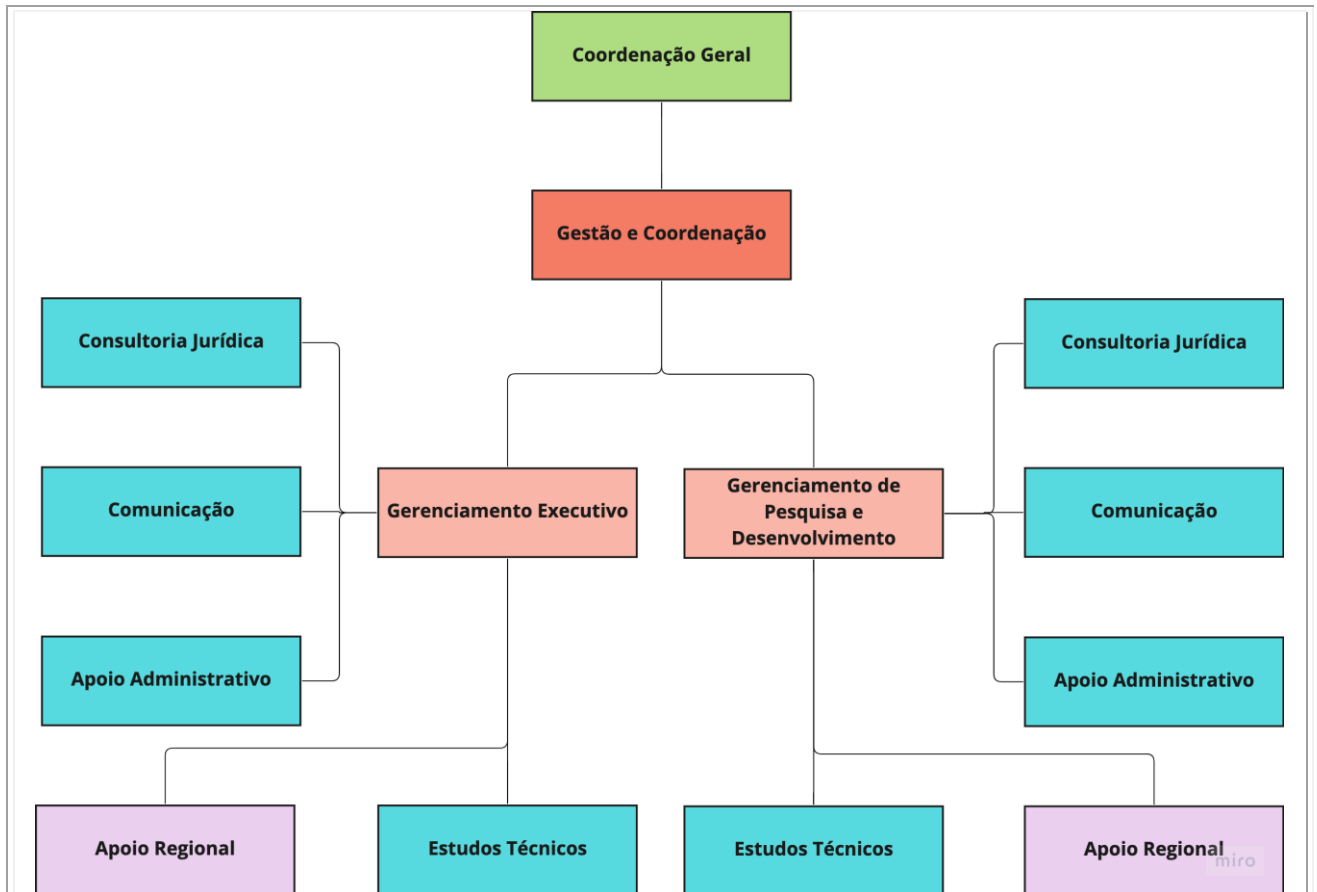 Coordenação Geral
Gestão e Coordenação
Consultoria Jurídica
Consultoria Jurídica
Comunicação
Gerenciamento Executivo
Gerenciamento de
Pesquisa e
Desenvolvimento
Comunicação
Apoio Administrativo
Apoio Administrativo
Apoio Regional
Estudos Técnicos
Estudos Técnicos
Apoio Regional
miro